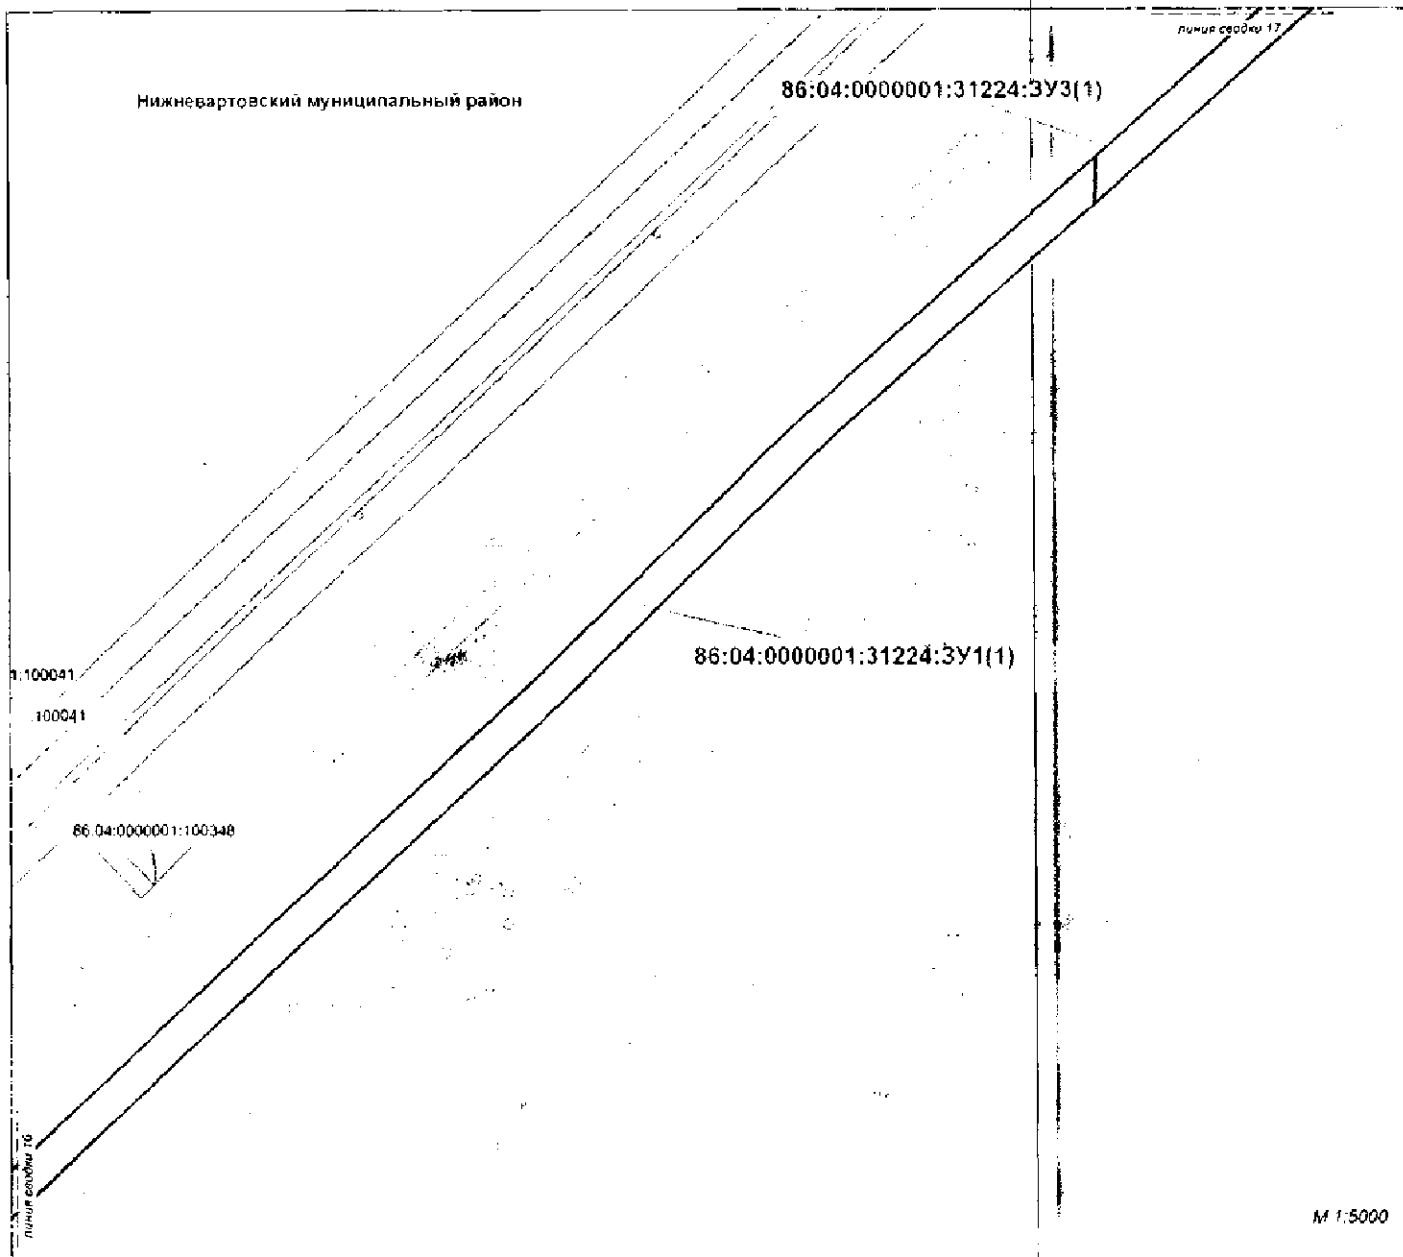 линия сводки 17
86:04:0000001:31224:ЗУ3(1)
Нижневартовский муниципальный район
86:04:0000001:31224:ЗУ1(1)
1:100041
:100041
86:04:0000001:100348
линия сводки 16
М 1:5000